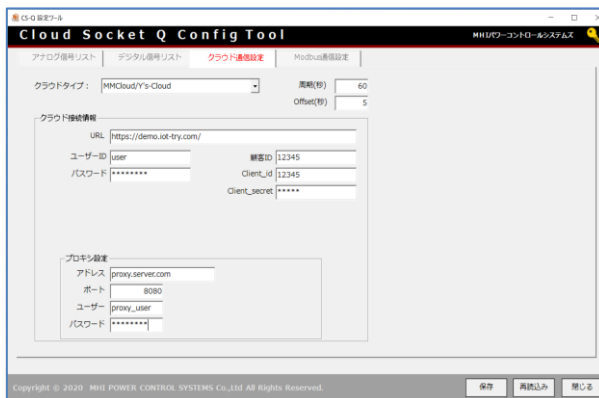 CS-Q 設定ツール
Cloud Socket Q Config Tool
MHIパワーコントロールシステムズ
アナログ信号リスト デジタル信号リスト クラウド通信設定 Modbus通信設定
クラウドタイプ： MMCloud/Y's-Cloud 周期(秒) 60
Offset(秒) 5
クラウド接続情報
URL https://demo.iot-try.com/
ユーザーID user 顧客ID 12345
パスワード ******** Client_id 12345
Client_secret *****
プロキシ設定
アドレス proxy.server.com
ポート 8080
ユーザー proxy_user
パスワード ********
Copyright © 2020 MHI POWER CONTROL SYSTEMS Co.,Ltd All Rights Reserved.
保存 再読込み 閉じる